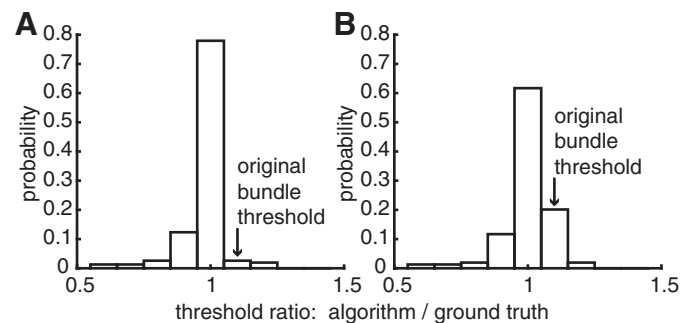 A
B
0.8
0.7
0.6
0.5
0.4
0.3
0.2
0.1
0
probability
original
bundle
threshold
0.5
1
1.5
0.8
0.7
0.6
0.5
0.4
0.3
0.2
0.1
0
probability
original
bundle
threshold
0.5
1
1.5
threshold ratio: algorithm / ground truth